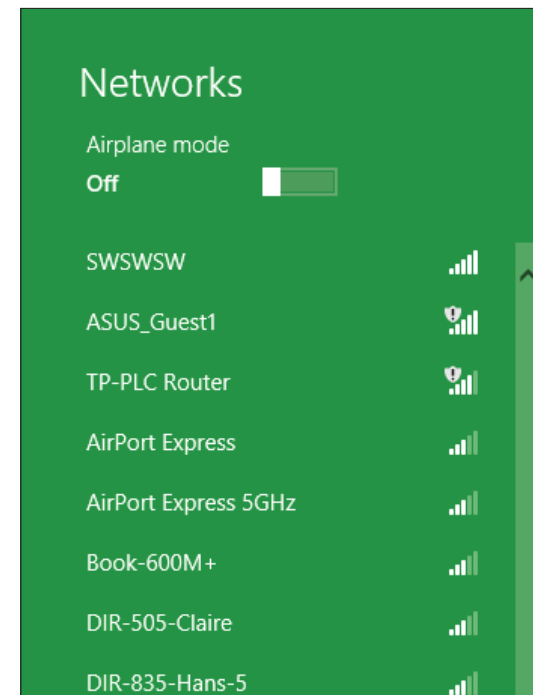 Networks
Airplane mode
Off
SWSWSW
ASUS_Guest1
TP-PLC Router
AirPort Express
AirPort Express 5GHz
Book-600M+
DIR-505-Claire
DIR-835-Hans-5